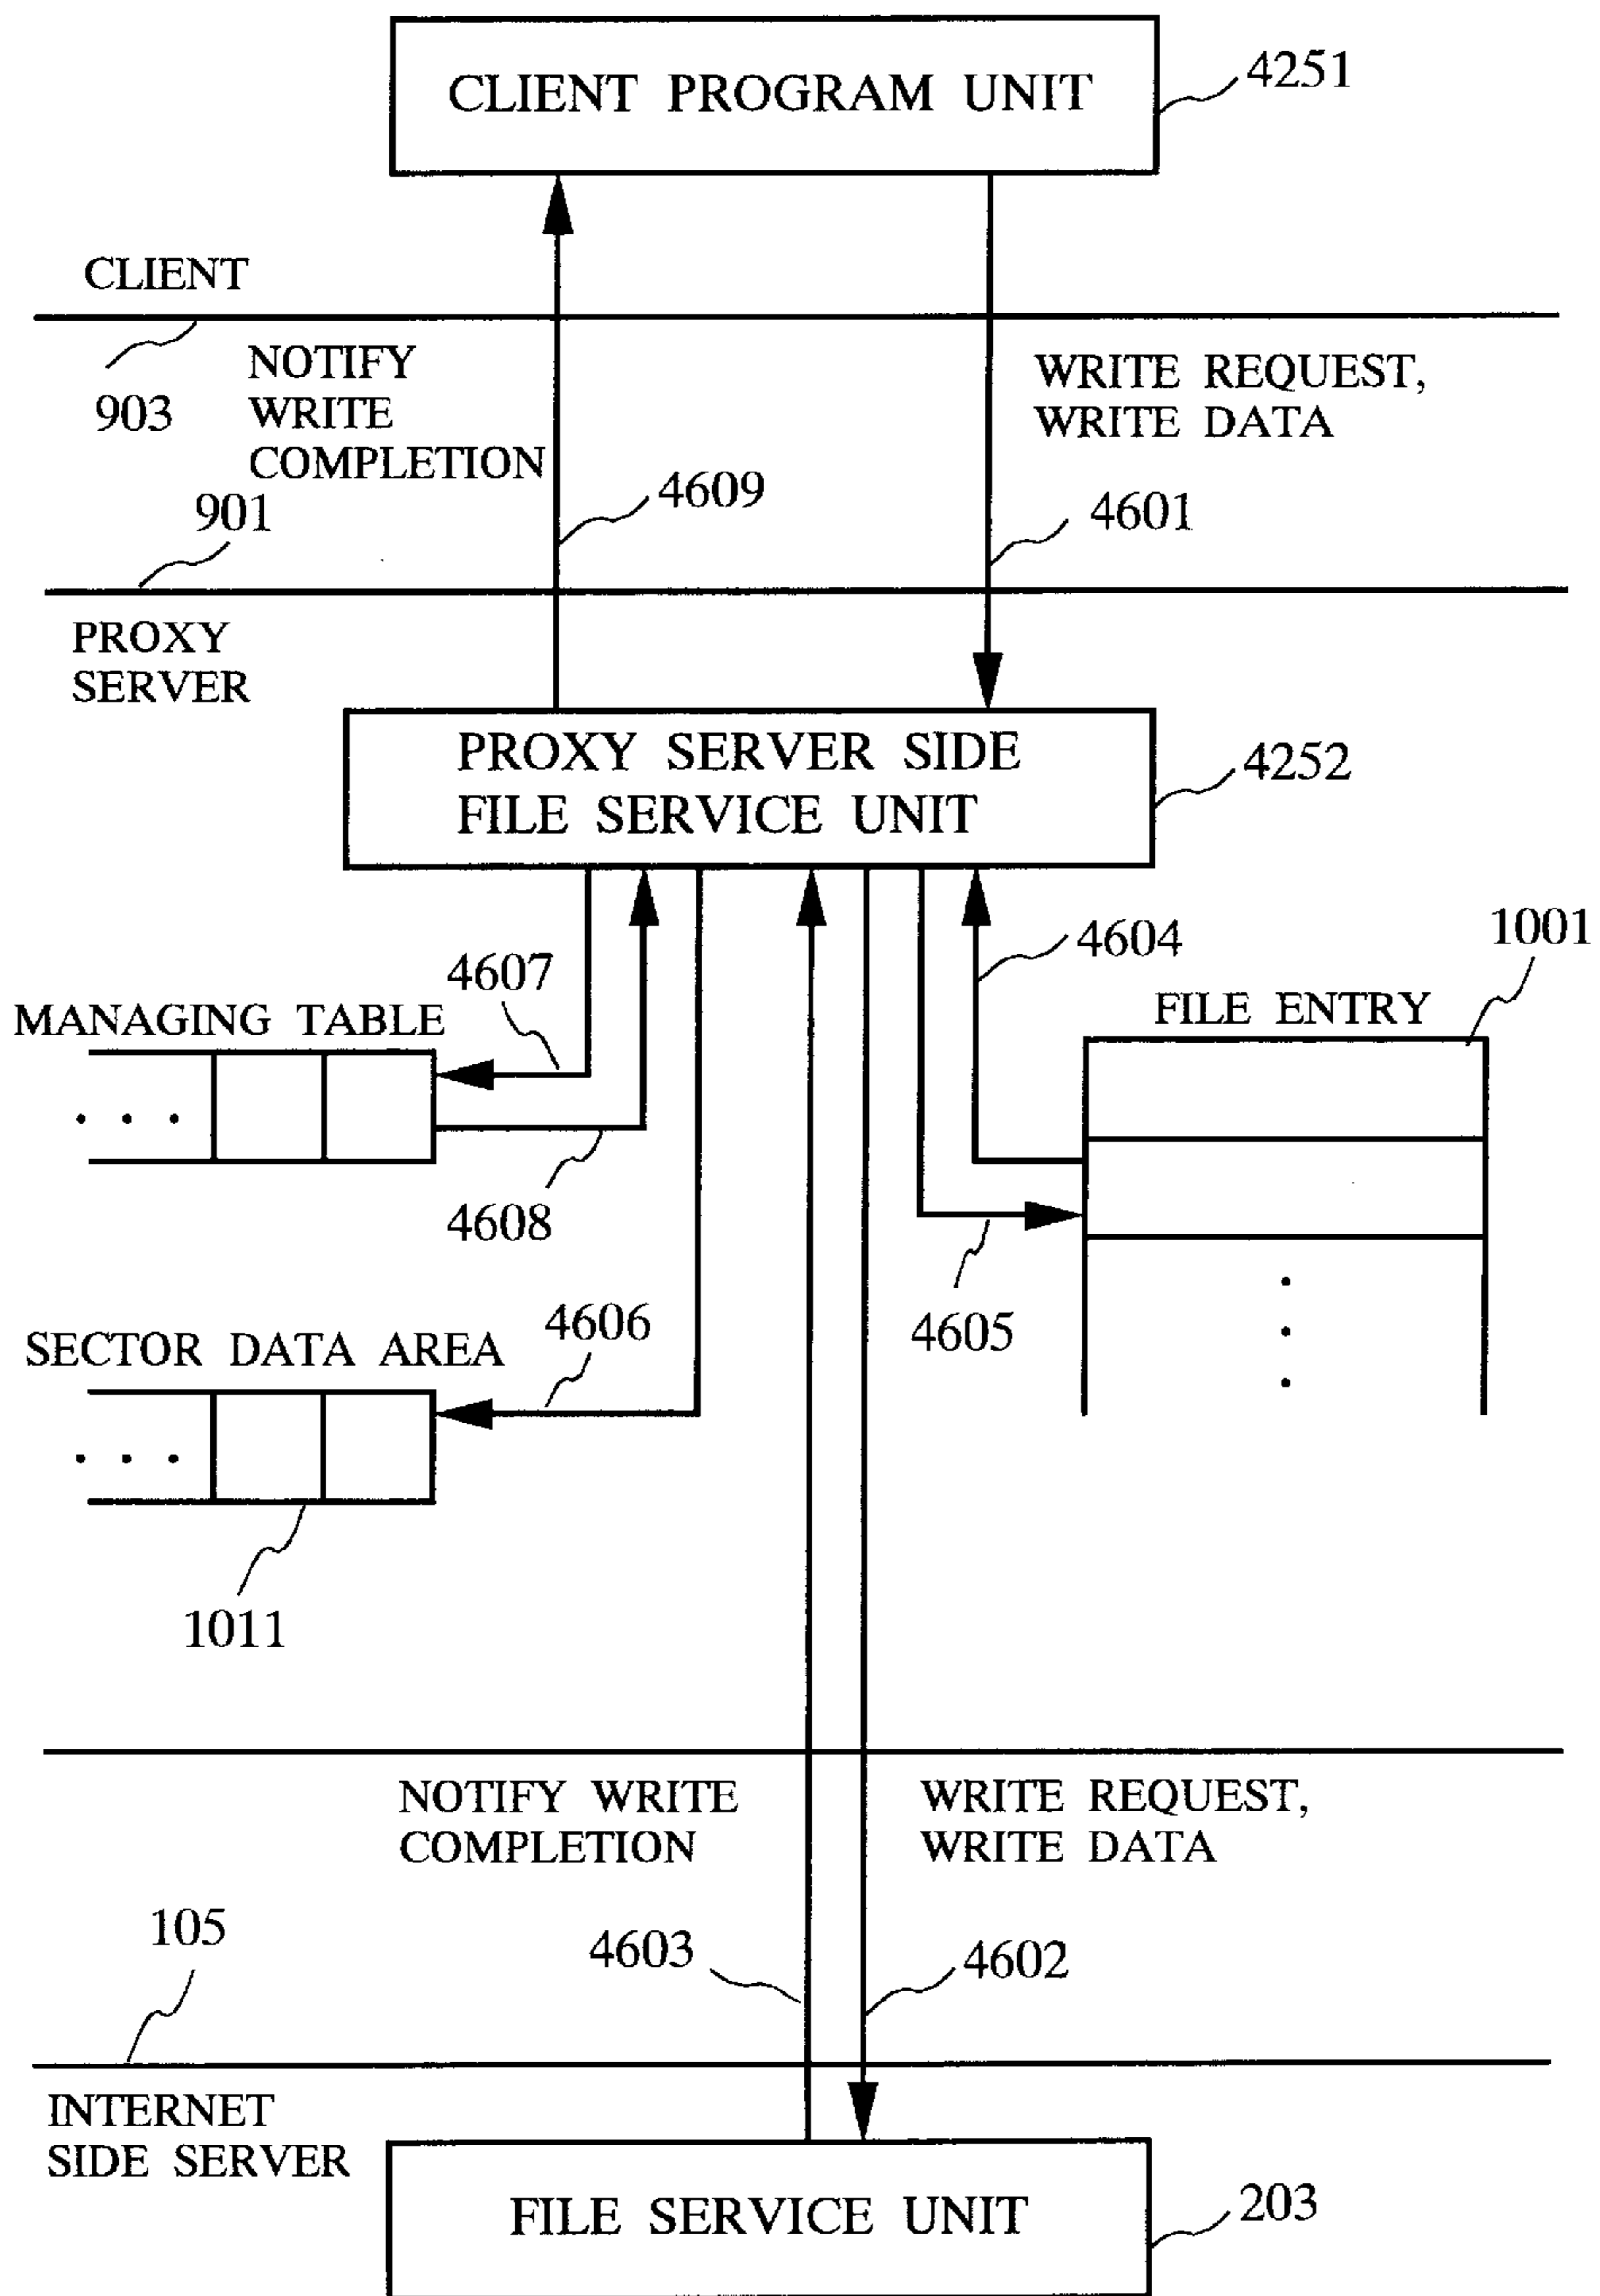 CLIENT PROGRAM UNIT
4251
CLIENT
903
NOTIFY
WRITE
COMPLETION
WRITE REQUEST,
WRITE DATA
901
4609
4601
PROXY
SERVER
PROXY SERVER SIDE
FILE SERVICE UNIT
4252
4607
4604
1001
MANAGING TABLE
. . .
FILE ENTRY
4608
4605
SECTOR DATA AREA
4606
. . .
1011
NOTIFY WRITE
COMPLETION
WRITE REQUEST,
WRITE DATA
105
4603
4602
INTERNET
SIDE SERVER
FILE SERVICE UNIT
203